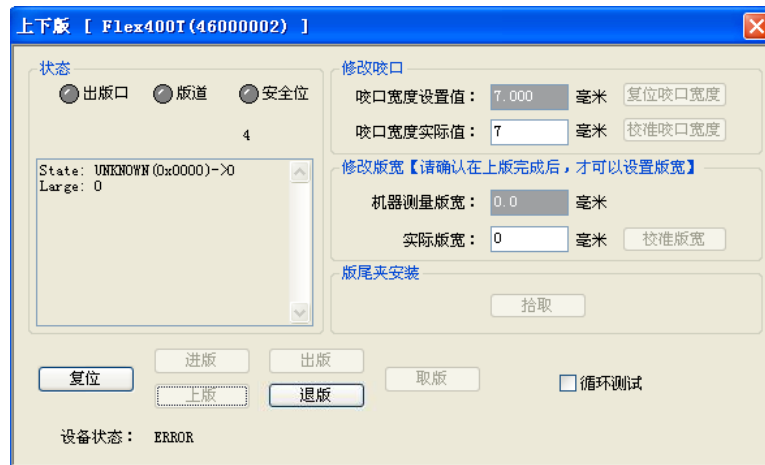 上下版 [ Flex400T(46000002) ]
状态
出版口 版道 安全位
4
State: UNKNOWN(0x0000)->0
Large: 0
修改咬口
咬口宽度设置值： 7.000 毫米 复位咬口宽度
咬口宽度实际值： 7 毫米 校准咬口宽度
修改版宽【请确认在上版完成后，才可以设置版宽】
机器测量版宽： 0.0 毫米
实际版宽： 0 毫米 校准版宽
版尾夹安装
拾取
复位 进版 出版 取版 循环测试
上版 退版
设备状态： ERROR